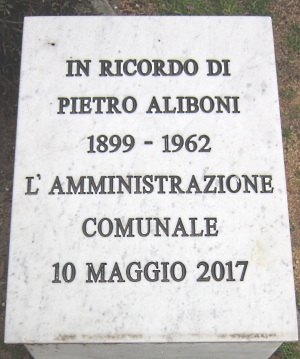 IN RICORDO DI
PIETRO ALIBONI
1899 - 1962
L' AMMINISTRAZIONE
COMUNALE
10 MAGGIO 2017